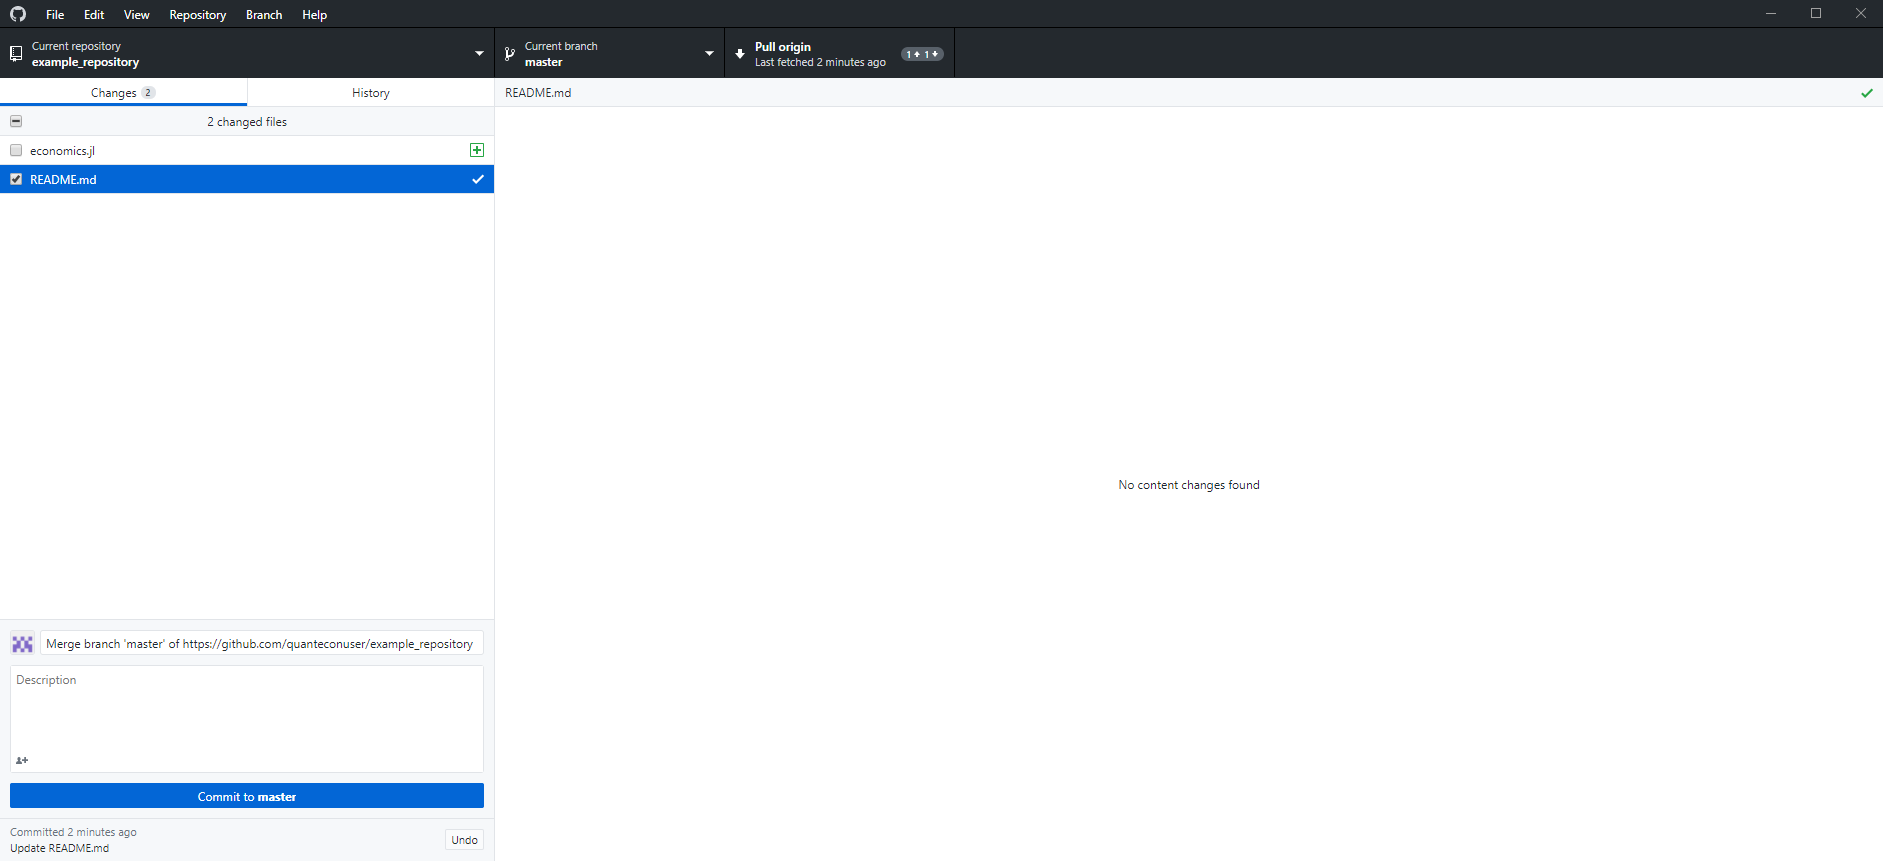 File Edit View Repository Branch Help
Current repository
example_repository
Current branch
master
Pull origin
Last fetched 2 minutes ago
1 1
Changes 2
History
README.md
2 changed files
economics.jl
README.md
No content changes found
Merge branch 'master' of https://github.com/quanteconuser/example_repository
Description
Commit to master
Committed 2 minutes ago
Update README.md
Undo